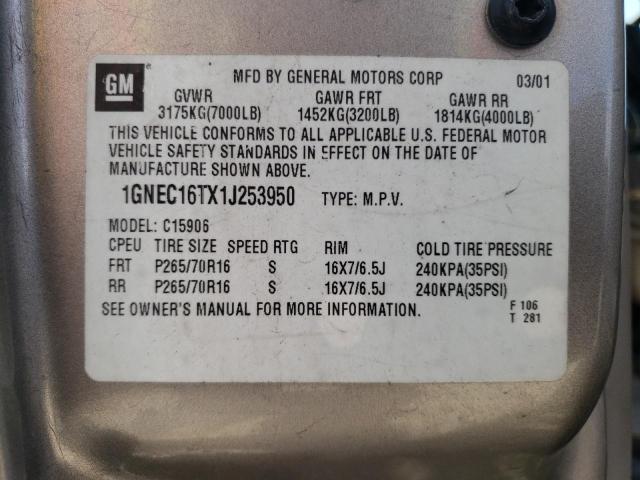 GM
MFD BY GENERAL MOTORS CORP 03/01
GVWR GAWR FRT GAWR RR
3175KG(7000LB) 1452KG(3200LB) 1814KG(4000LB)
THIS VEHICLE CONFORMS TO ALL APPLICABLE U.S. FEDERAL MOTOR
VEHICLE SAFETY STANDARDS IN EFFECT ON THE DATE OF
MANUFACTURE SHOWN ABOVE.
1GNEC16TX1J253950 TYPE: M.P.V.
MODEL: C15906
CPEU TIRE SIZE SPEED RTG RIM COLD TIRE PRESSURE
FRT P265/70R16 S 16X7/6.5J 240KPA(35PSI)
RR P265/70R16 S 16X7/6.5J 240KPA(35PSI)
SEE OWNER'S MANUAL FOR MORE INFORMATION. F 106
T 281